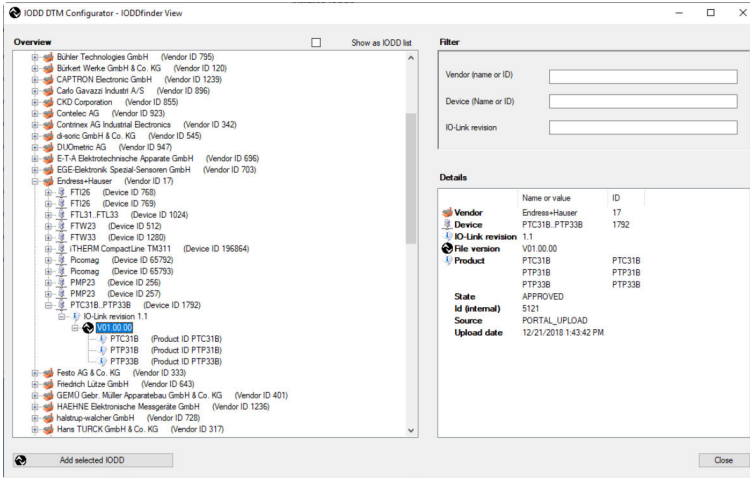 IODD DTM Configurator - IODDfinder View
Overview
Show as IODD list
Bühler Technologies GmbH (Vendor ID 795)
Bürkert Werke GmbH & Co. KG (Vendor ID 120)
CAPTRON Electronic GmbH (Vendor ID 1239)
Carlo Gavazzi Industri A/S (Vendor ID 896)
CKD Corporation (Vendor ID 855)
Contelec AG (Vendor ID 923)
Contrinex AG Industrial Electronics (Vendor ID 342)
di-soric GmbH & Co. KG (Vendor ID 545)
DUOmetric AG (Vendor ID 947)
E-T-A Elektrotechnische Apparate GmbH (Vendor ID 696)
EGE-Elektronik Spezial-Sensoren GmbH (Vendor ID 703)
Endress+Hauser (Vendor ID 17)
FTI26 (Device ID 768)
FTI26 (Device ID 769)
FTL31..FTL33 (Device ID 1024)
FTW23 (Device ID 512)
FTW33 (Device ID 1280)
iTHERM CompactLine TM311 (Device ID 196864)
Picomag (Device ID 65792)
Picomag (Device ID 65793)
PMP23 (Device ID 256)
PMP23 (Device ID 257)
PTC31B..PTP33B (Device ID 1792)
IO-Link revision 1.1
V01.00.00
PTC31B (Product ID PTC31B)
PTP31B (Product ID PTP31B)
PTP33B (Product ID PTP33B)
Festo AG & Co. KG (Vendor ID 333)
Friedrich Lütze GmbH (Vendor ID 643)
GEMÜ Gebr. Müller Apparatebau GmbH & Co. KG (Vendor ID 401)
HAEHNE Elektronische Messgeräte GmbH (Vendor ID 1236)
halstrup-walcher GmbH (Vendor ID 728)
Hans TURCK GmbH & Co. KG (Vendor ID 317)
Add selected IODD
Filter
Vendor (name or ID)
Device (Name or ID)
IO-Link revision
Details
Name or value ID
Vendor Endress+Hauser 17
Device PTC31B..PTP33B 1792
IO-Link revision 1.1
File version V01.00.00
Product PTC31B PTC31B
PTP31B PTP31B
PTP33B PTP33B
State APPROVED
Id (internal) 5121
Source PORTAL_UPLOAD
Upload date 12/21/2018 1:43:42 PM
Close